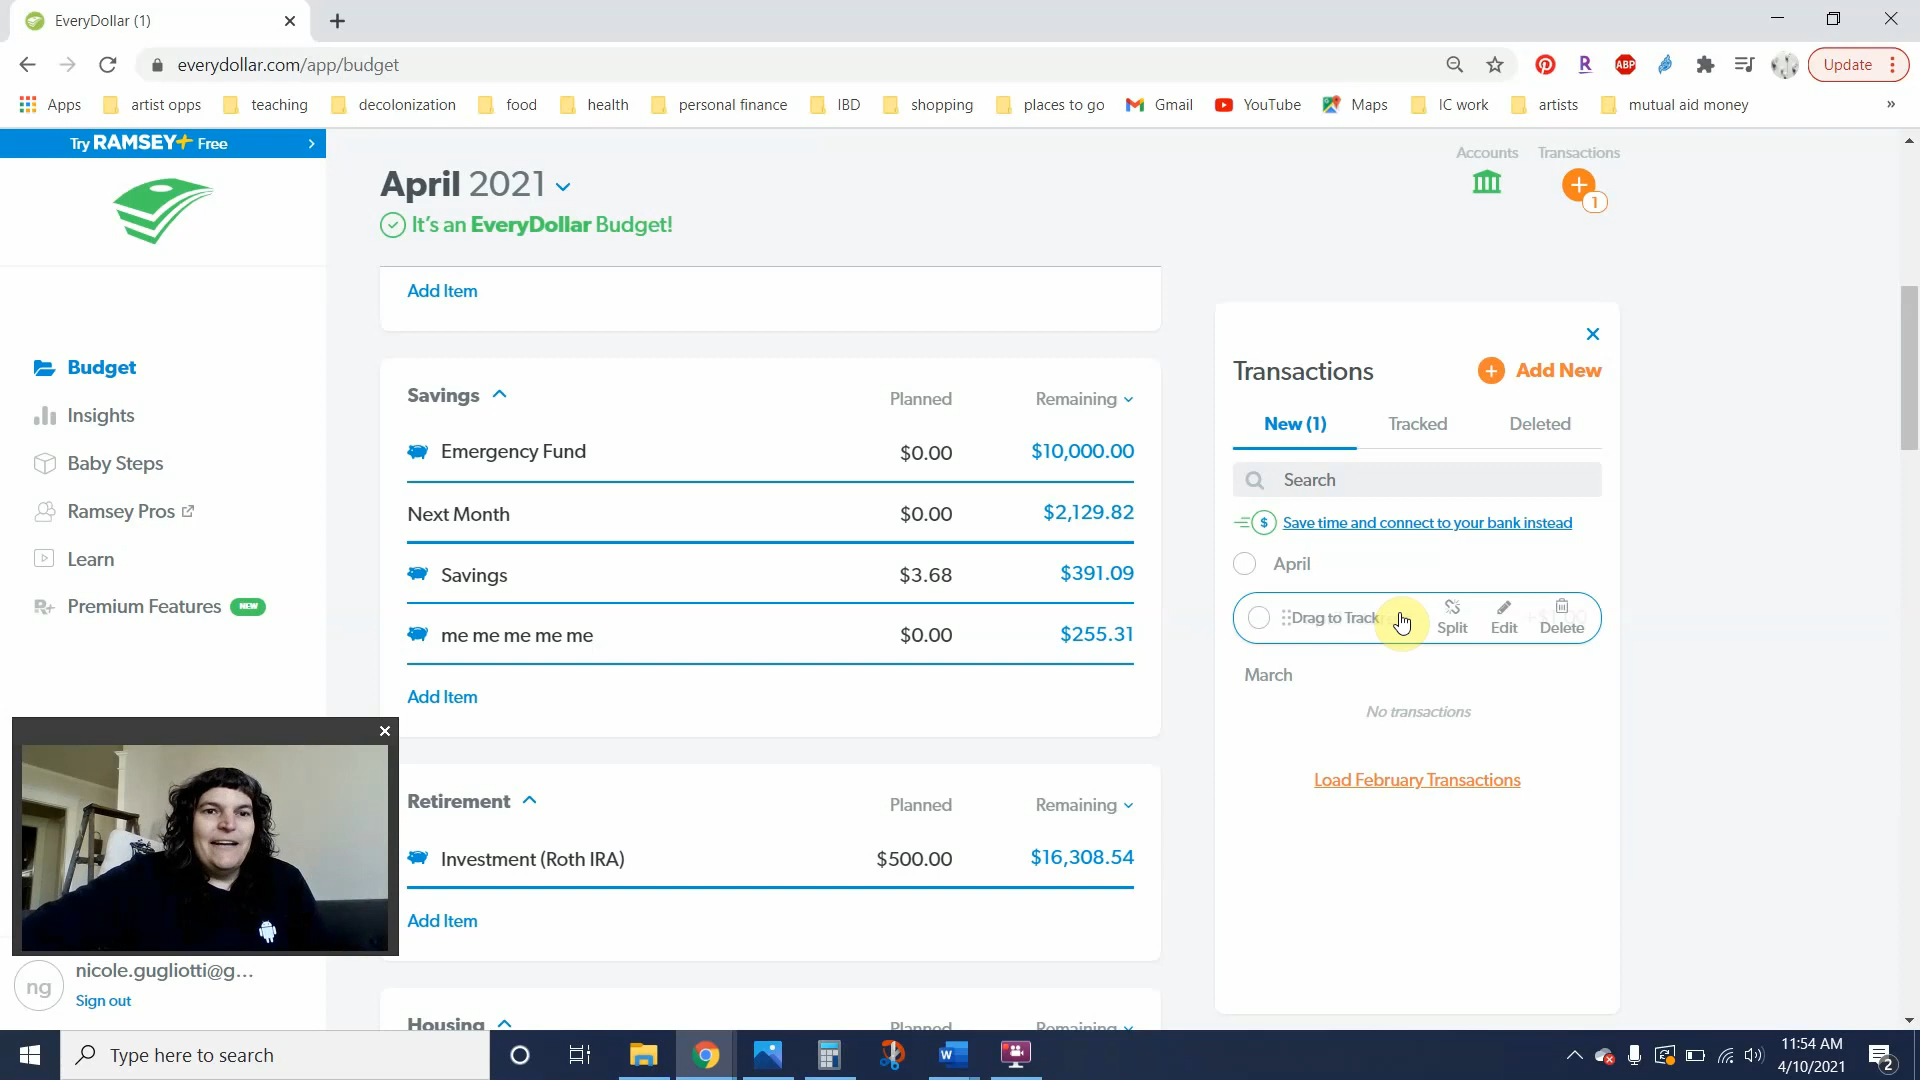 EveryDollar (1)
everydollar.com/app/budget
Update
Apps
artist opps
teaching
decolonization
food
health
personal finance
IBD
shopping
places to go
Gmail
YouTube
Maps
IC work
artists
mutual aid money
»
Try RAMSEY+ Free
Budget
Insights
Baby Steps
Ramsey Pros
Learn
Premium Features NEW
ng
nicole.gugliotti@g...
Sign out
April 2021
It's an EveryDollar Budget!
Accounts
Transactions
1
Add Item
Savings Planned Remaining
Emergency Fund $0.00 $10,000.00
Next Month $0.00 $2,129.82
Savings $3.68 $391.09
me me me me me $0.00 $255.31
Add Item
Retirement Planned Remaining
Investment (Roth IRA) $500.00 $16,308.54
Add Item
Housing Planned Remaining
Transactions Add New
New (1) Tracked Deleted
Search
Save time and connect to your bank instead
April
Drag to Track Split Edit Delete
March
No transactions
Load February Transactions
Type here to search
11:54 AM
4/10/2021
2